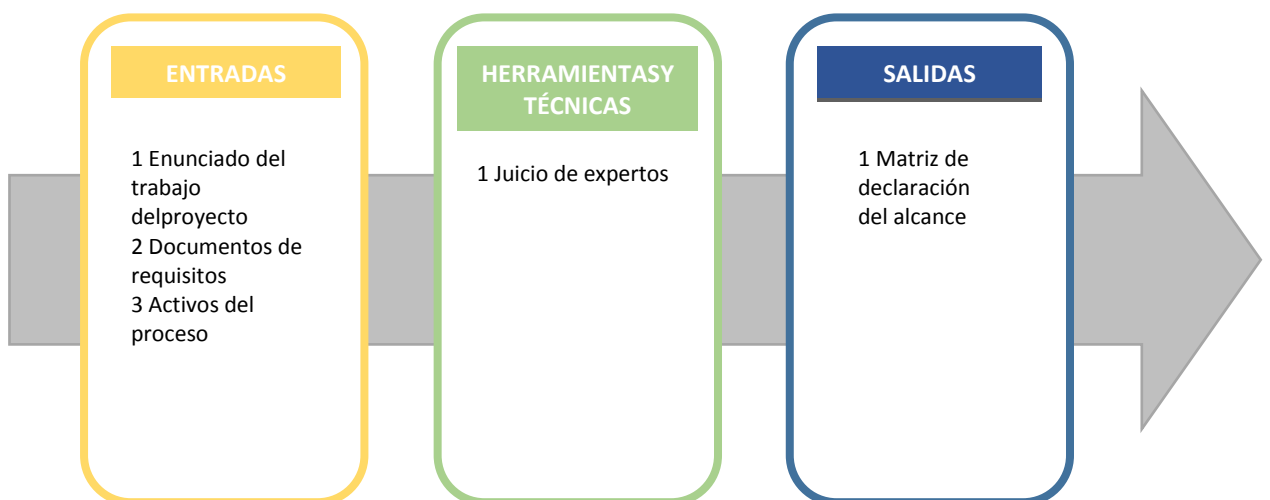 ENTRADAS
1 Enunciado del
trabajo
delproyecto
2 Documentos de
requisitos
3 Activos del
proceso
HERRAMIENTASY
TÉCNICAS
1 Juicio de expertos
SALIDAS
1 Matriz de
declaración
del alcance